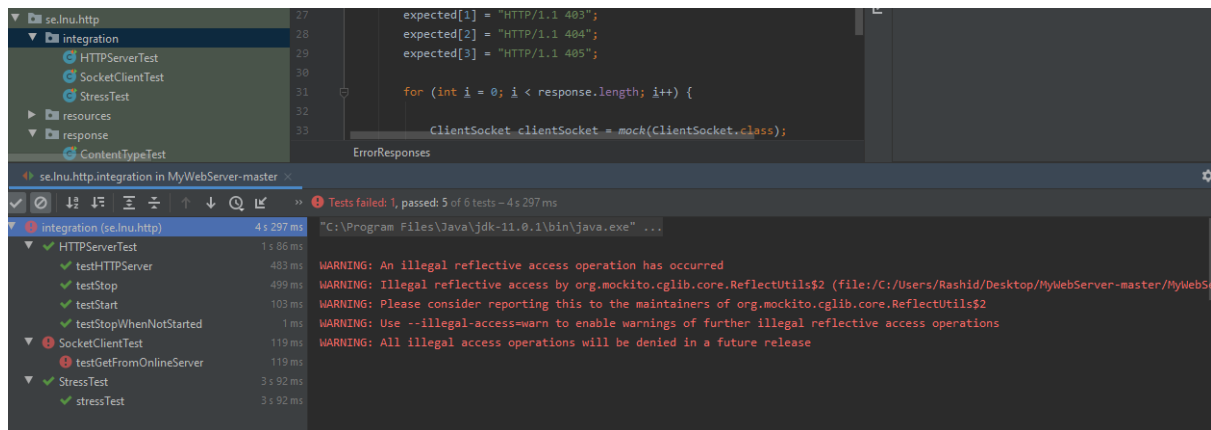 se.lnu.http
integration
HTTPServerTest
SocketClientTest
StressTest
resources
response
ContentTypeTest
27 expected[1] = "HTTP/1.1 403";
28 expected[2] = "HTTP/1.1 404";
29 expected[3] = "HTTP/1.1 405";
30
31 for (int i = 0; i < response.length; i++) {
32
33 ClientSocket clientSocket = mock(ClientSocket.class);
ErrorResponses
se.lnu.http.integration in MyWebServer-master
Tests failed: 1, passed: 5 of 6 tests – 4 s 297 ms
integration (se.lnu.http) 4 s 297 ms
HTTPServerTest 1 s 86 ms
testHTTPServer 483 ms
testStop 499 ms
testStart 103 ms
testStopWhenNotStarted 1 ms
SocketClientTest 119 ms
testGetFromOnlineServer 119 ms
StressTest 3 s 92 ms
stressTest 3 s 92 ms
"C:\Program Files\Java\jdk-11.0.1\bin\java.exe" ...
WARNING: An illegal reflective access operation has occurred
WARNING: Illegal reflective access by org.mockito.cglib.core.ReflectUtils$2 (file:/C:/Users/Rashid/Desktop/MyWebServer-master/MyWebSe
WARNING: Please consider reporting this to the maintainers of org.mockito.cglib.core.ReflectUtils$2
WARNING: Use --illegal-access=warn to enable warnings of further illegal reflective access operations
WARNING: All illegal access operations will be denied in a future release